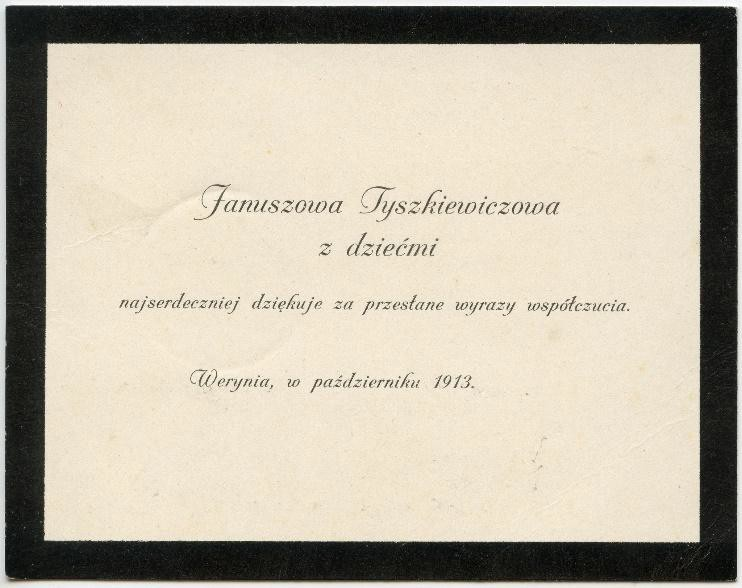 Januszowa Tyszkiewiczowa
z dziećmi
najserdeczniej dziękuje za przesłane wyrazy współczucia.
Werynia, w październiku 1913.